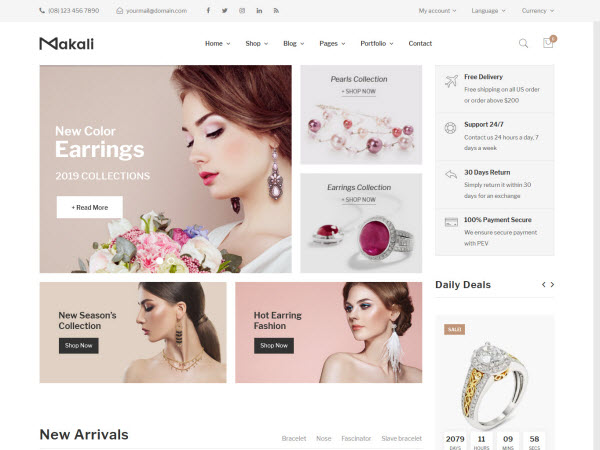 (08) 123 456 7890
yourmail@domain.com
My account
Language
Currency
Makali
Home
Shop
Blog
Pages
Portfolio
Contact
0
New Color
Earrings
2019 COLLECTIONS
+ Read More
Pearls Collection
+ SHOP NOW
Earrings Collection
+ SHOP NOW
Free Delivery
Free shipping on all US order
or order above $200
Support 24/7
Contact us 24 hours a day, 7
days a week
30 Days Return
Simply return it within 30
days for an exchange
100% Payment Secure
We ensure secure payment
with PEV
New Season's
Collection
Shop Now
Hot Earring
Fashion
Shop Now
Daily Deals
SALE!
2079 11 09 58
DAYS HOURS MINS SECS
New Arrivals
Bracelet
Nose
Fascinator
Slave bracelet